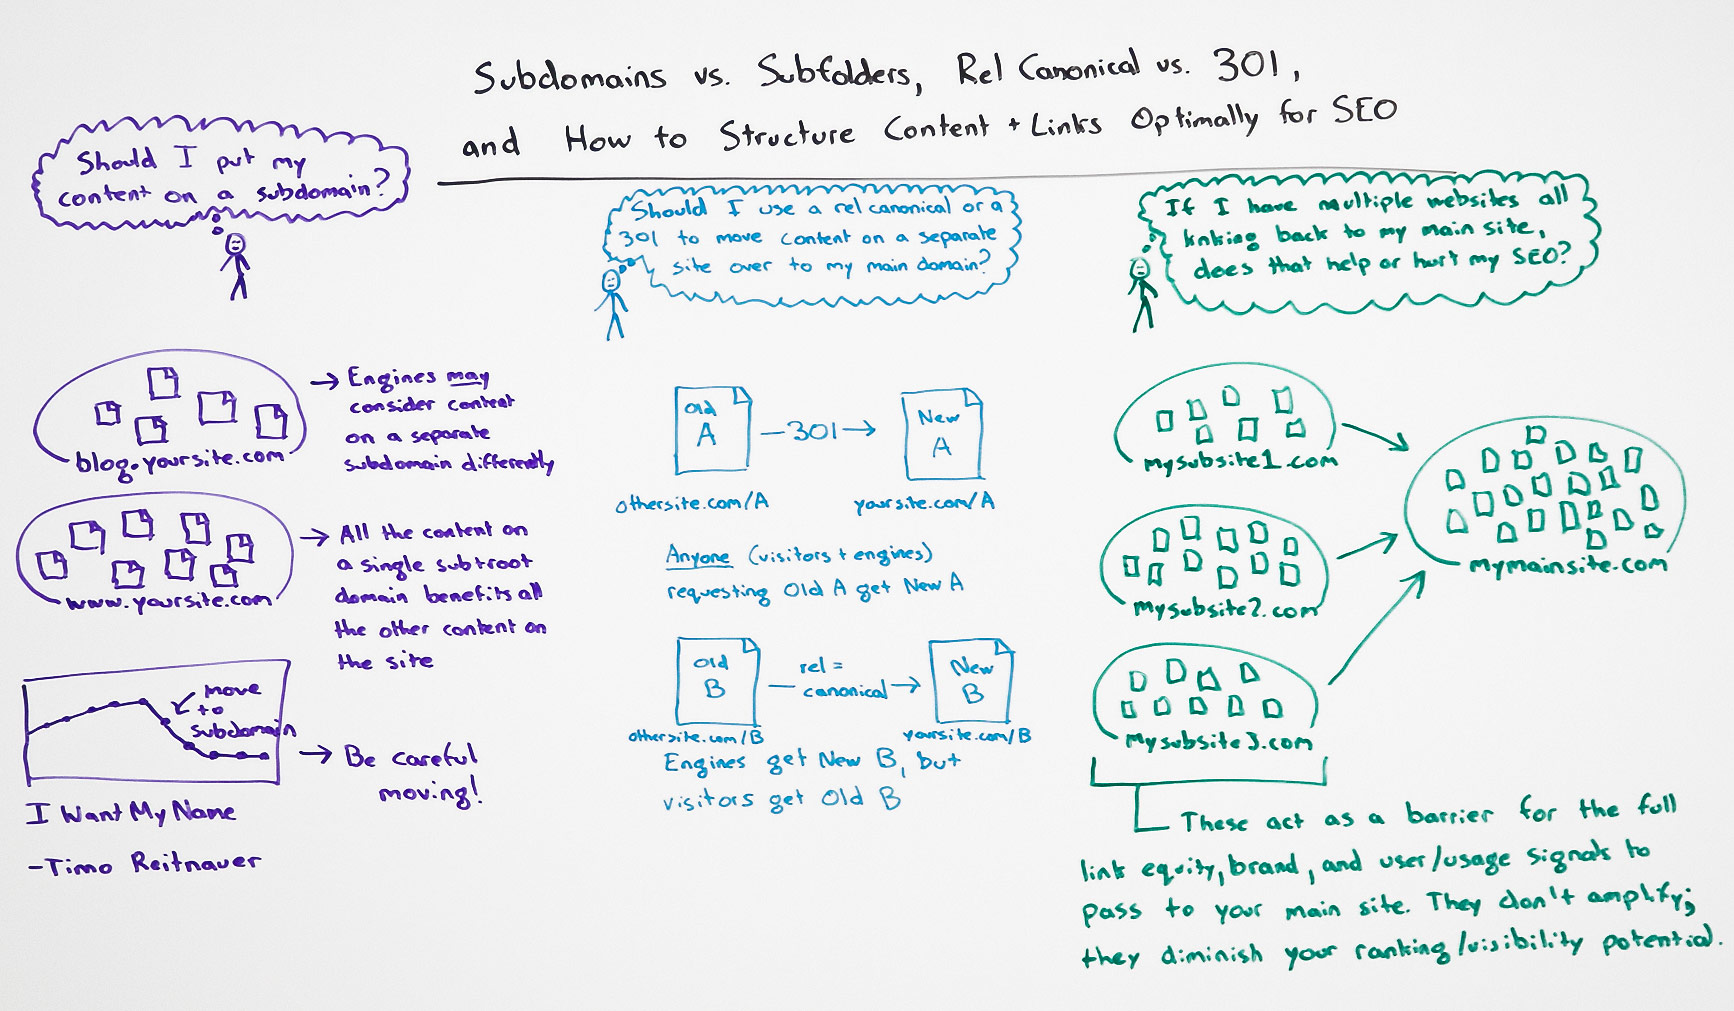 Subdomains vs. Subfolders, Rel Canonical vs. 301,
and How to Structure Content + Links Optimally for SEO
Should I put my
content on a subdomain?
blog.yoursite.com
→ Engines may
consider content
on a separate
subdomain differently
www.yoursite.com
→ All the content on
a single sub+root
domain benefits all
the other content on
the site
move
to
subdomain
→ Be careful
moving!
I Want My Name
-Timo Reitnauer
Should I use a rel canonical or a
301 to move content on a separate
site over to my main domain?
Old
A
—301→
New
A
othersite.com/A
yoursite.com/A
Anyone (visitors + engines)
requesting Old A get New A
Old
B
rel =
canonical
New
B
othersite.com/B
yoursite.com/B
Engines get New B, but
visitors get Old B
If I have multiple websites all
linking back to my main site,
does that help or hurt my SEO?
mysubsite1.com
mysubsite2.com
mysubsite3.com
mymainsite.com
These act as a barrier for the full
link equity, brand, and user/usage signals to
pass to your main site. They don't amplify;
they diminish your ranking/visibility potential.